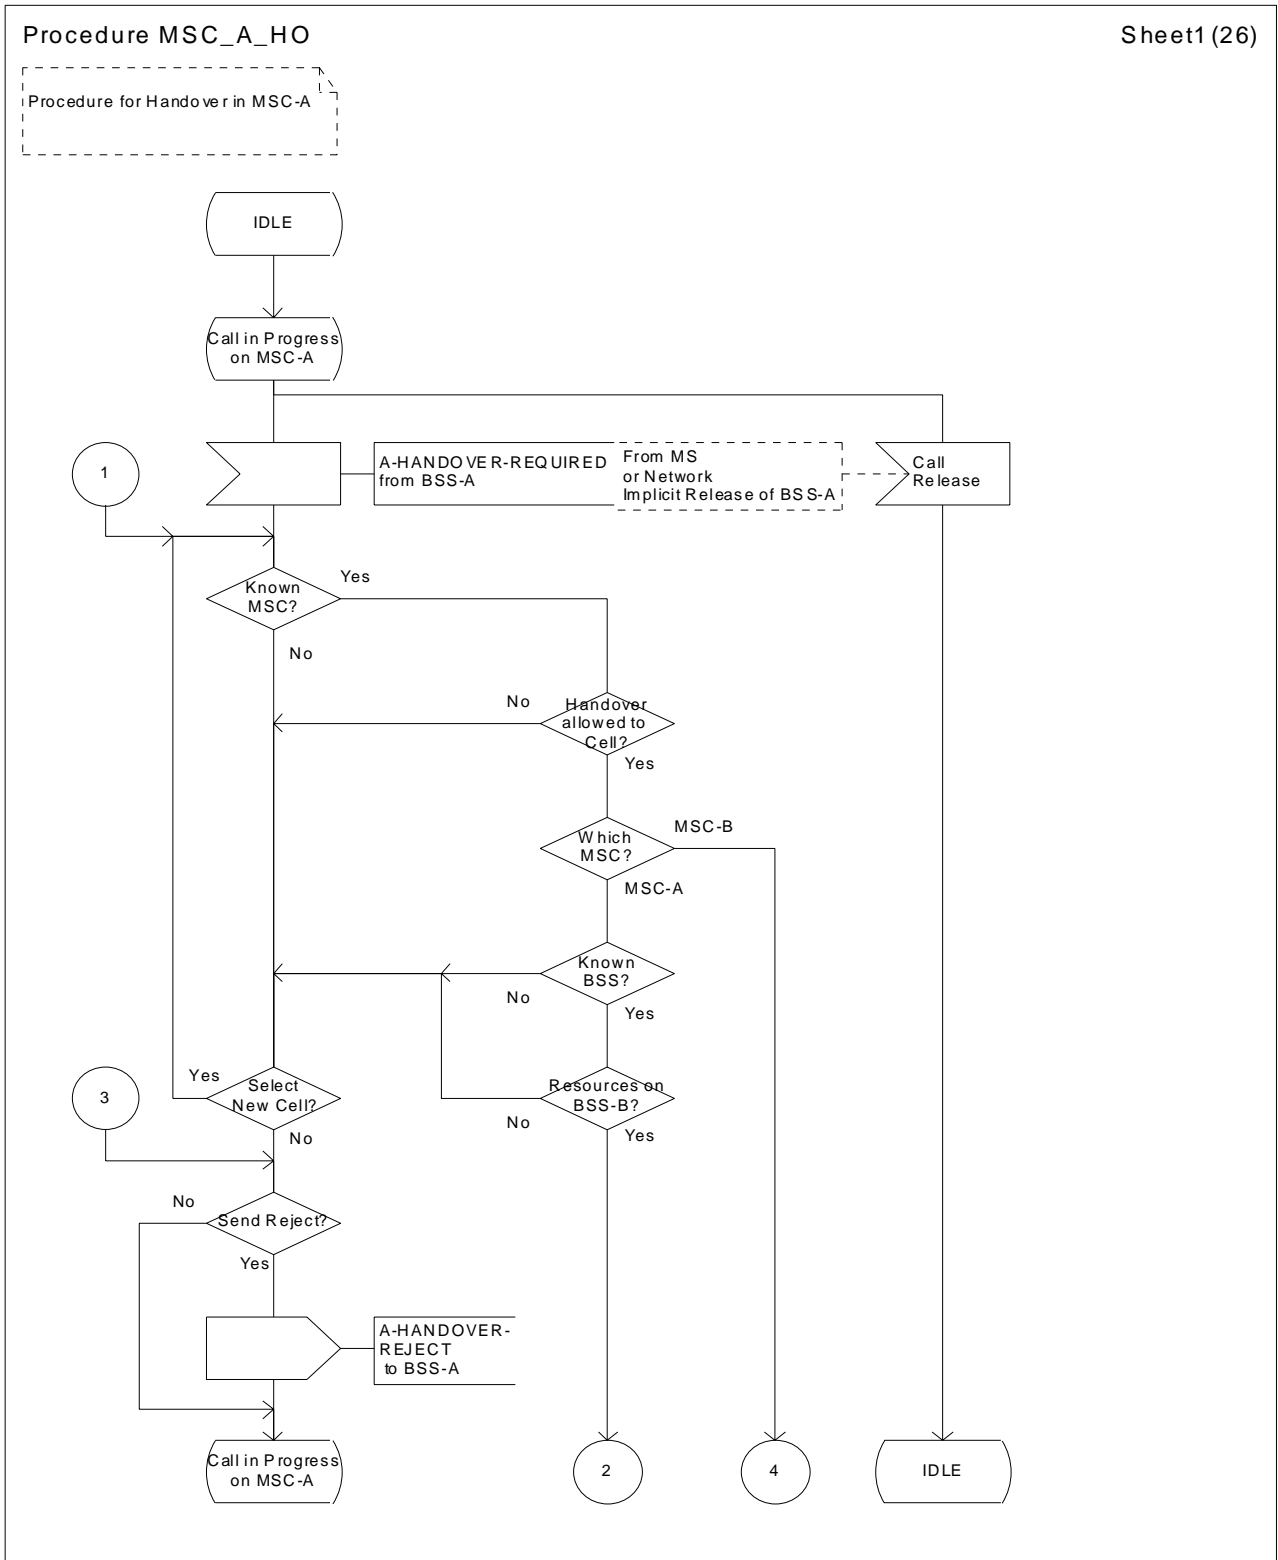 Procedure MSC_A_HO
Sheet1 (26)
Procedure for Handover in MSC-A
IDLE
Call in Progress
on MSC-A
1
A-HANDOVER-REQUIRED
from BSS-A
From MS
or Network
Implicit Release of BSS-A
Call
Release
Known
MSC?
Yes
No
Handover
allowed to
Cell?
No
Yes
Which
MSC?
MSC-B
MSC-A
Known
BSS?
No
Yes
3
Yes
Select
New Cell?
No
Resources on
BSS-B?
No
Yes
No
Send Reject?
Yes
A-HANDOVER-
REJECT
to BSS-A
Call in Progress
on MSC-A
2
4
IDLE